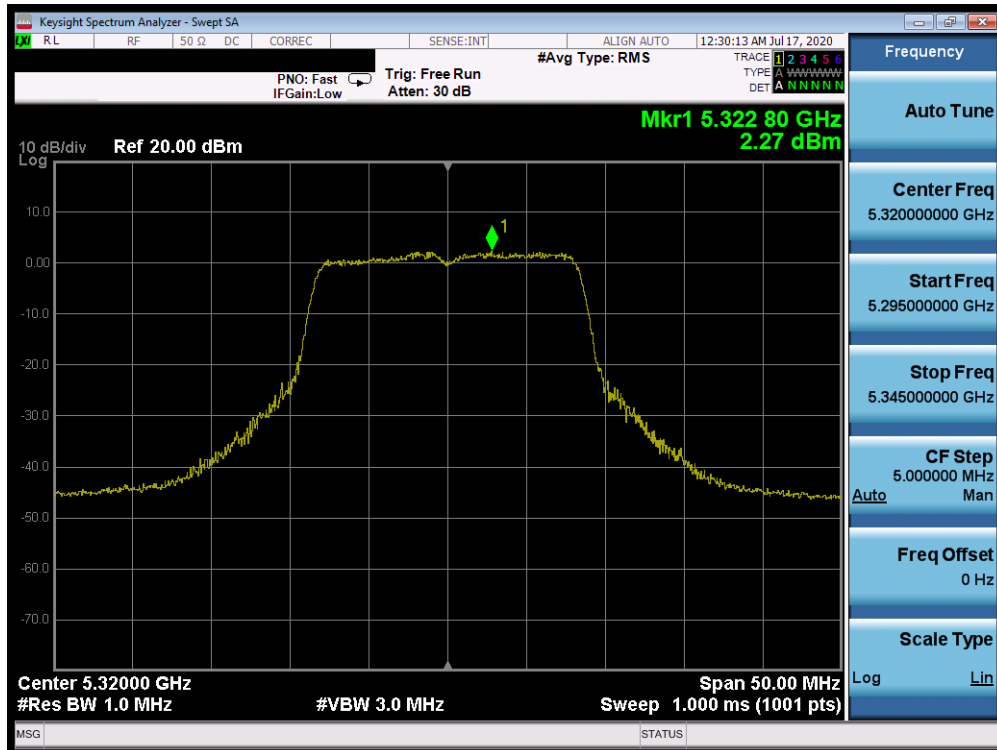 Keysight Spectrum Analyzer - Swept SA
LXI RL RF 50 Ω DC CORREC SENSE:INT ALIGN AUTO 12:30:13 AM Jul 17, 2020
#Avg Type: RMS TRACE 1 2 3 4 5 6
PNO: Fast Trig: Free Run TYPE A WWWWW
IFGain:Low Atten: 30 dB DET A N N N N N
Mkr1 5.322 80 GHz
2.27 dBm
10 dB/div Ref 20.00 dBm
Log
10.0
1
0.00
-10.0
-20.0
-30.0
-40.0
-50.0
-60.0
-70.0
Center 5.32000 GHz Span 50.00 MHz
#Res BW 1.0 MHz #VBW 3.0 MHz Sweep 1.000 ms (1001 pts)
MSG STATUS
Frequency
Auto Tune
Center Freq
5.320000000 GHz
Start Freq
5.295000000 GHz
Stop Freq
5.345000000 GHz
CF Step
5.000000 MHz
Auto Man
Freq Offset
0 Hz
Scale Type
Log Lin